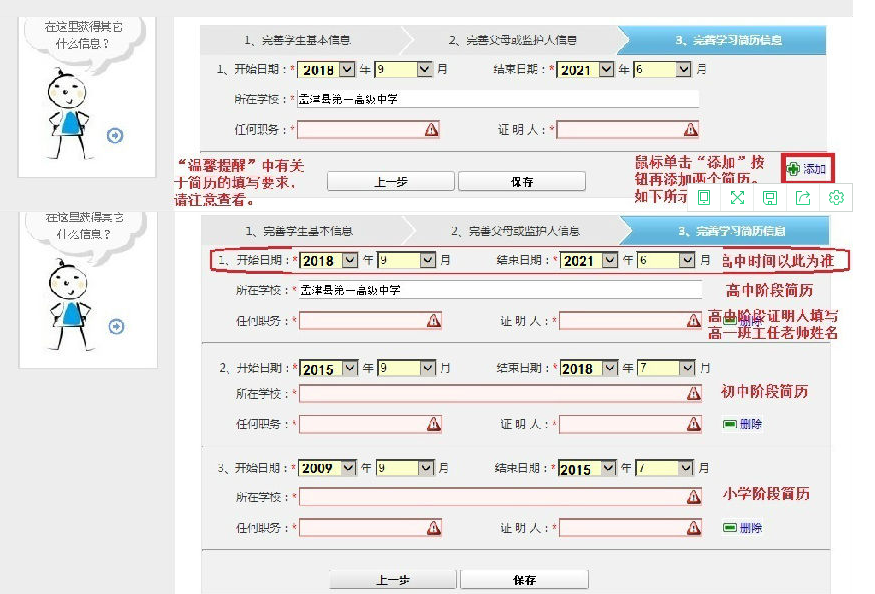 在这里获得其它
什么信息？
1、完善学生基本信息
2、完善父母或监护人信息
3、完善学习简历信息
1、开始日期：* 2018 年 9 月 结束日期：* 2021 年 6 月
所在学校：* 孟津县第一高级中学
任何职务：* 证 明 人：*
“温馨提醒”中有关
于简历的填写要求，
请注意查看。
上一步 保存
鼠标单击“添加”按
钮再添加两个简历。
如下所示
添加
在这里获得其它
什么信息？
1、完善学生基本信息
2、完善父母或监护人信息
3、完善学习简历信息
1、开始日期：* 2018 年 9 月 结束日期：* 2021 年 6 月 高中时间以此为准
所在学校：* 孟津县第一高级中学 高中阶段简历
任何职务：* 证 明 人：* 删除
高中阶段证明人填写
高一班主任老师姓名
2、开始日期：* 2015 年 9 月 结束日期：* 2018 年 7 月
所在学校：* 初中阶段简历
任何职务：* 证 明 人：* 删除
3、开始日期：* 2009 年 9 月 结束日期：* 2015 年 7 月
所在学校：* 小学阶段简历
任何职务：* 证 明 人：* 删除
上一步 保存